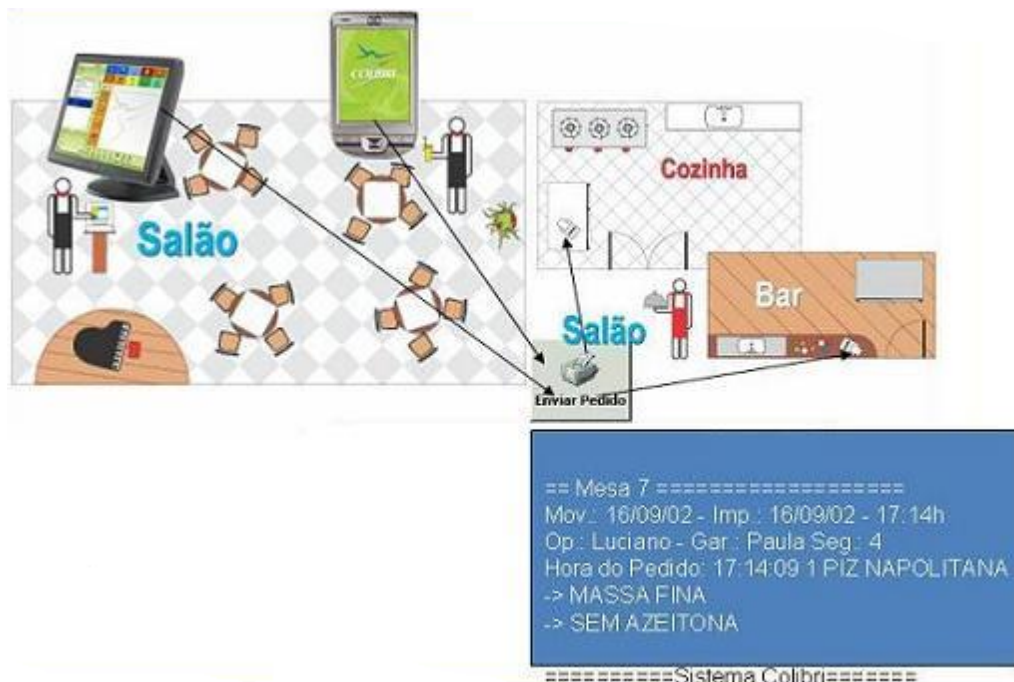 COLIBRI
Cozinha
Salão
Bar
Salão
Enviar Pedido
== Mesa 7 ===================
Mov.: 16/09/02 - Imp.: 16/09/02 - 17:14h
Op.: Luciano - Gar.: Paula Seg.: 4
Hora do Pedido: 17:14:09 1 PIZ NAPOLITANA
-> MASSA FINA
-> SEM AZEITONA
==========Sistema Colibri=======